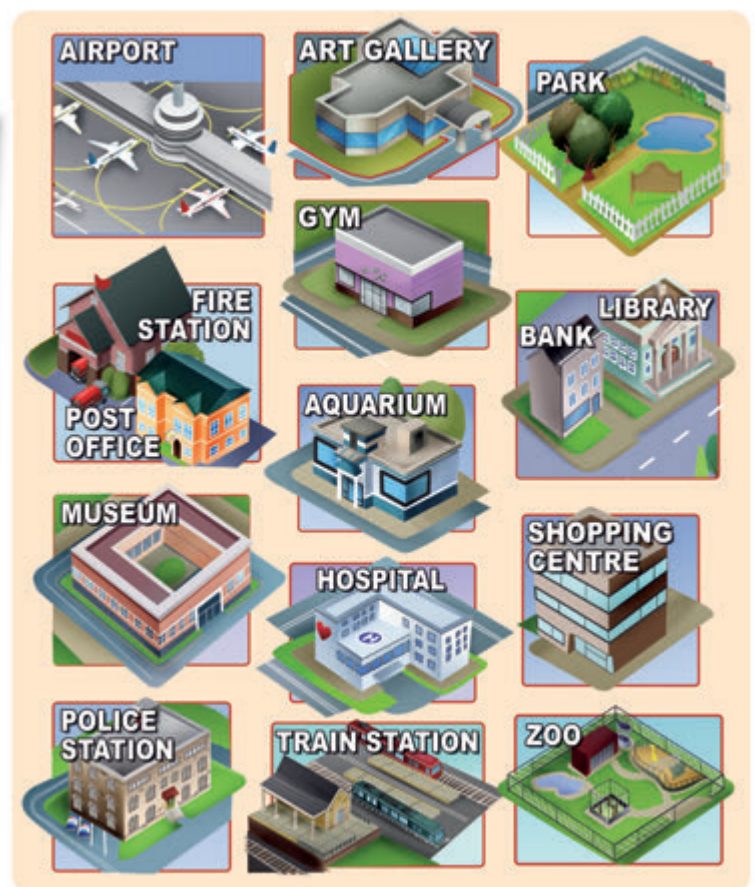 AIRPORT
ART GALLERY
PARK
GYM
FIRE
STATION
POST
OFFICE
BANK
LIBRARY
AQUARIUM
MUSEUM
HOSPITAL
SHOPPING
CENTRE
POLICE
STATION
TRAIN STATION
ZOO